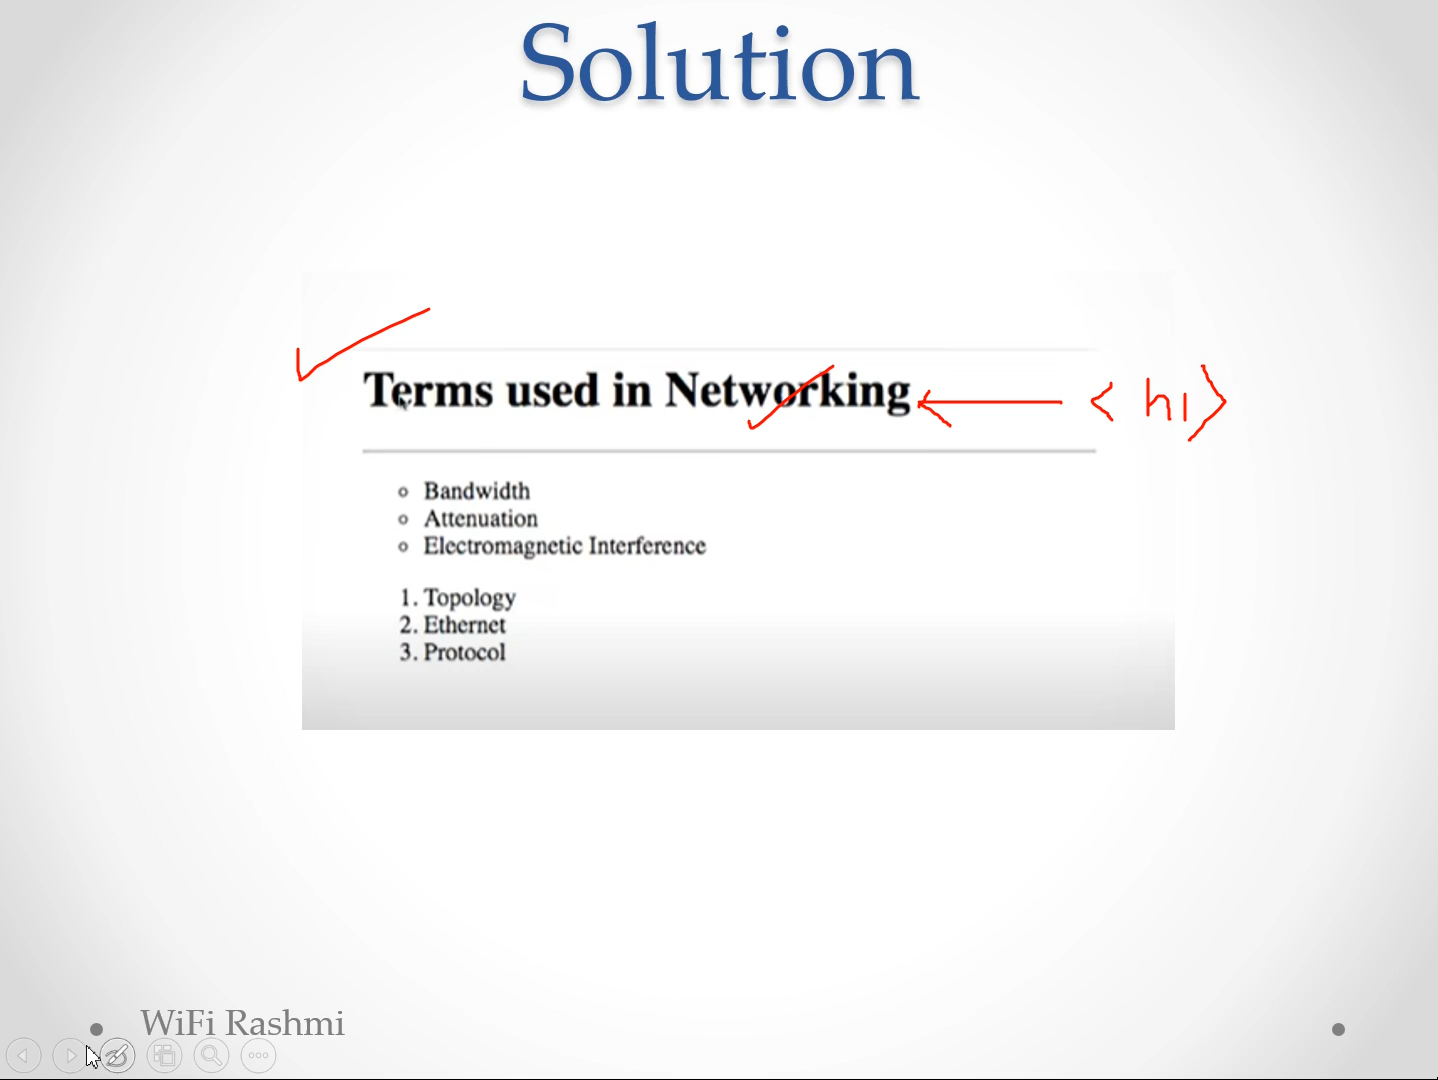 Solution
Terms used in Networking <h1>
Bandwidth
Attenuation
Electromagnetic Interference
1. Topology
2. Ethernet
3. Protocol
WiFi Rashmi